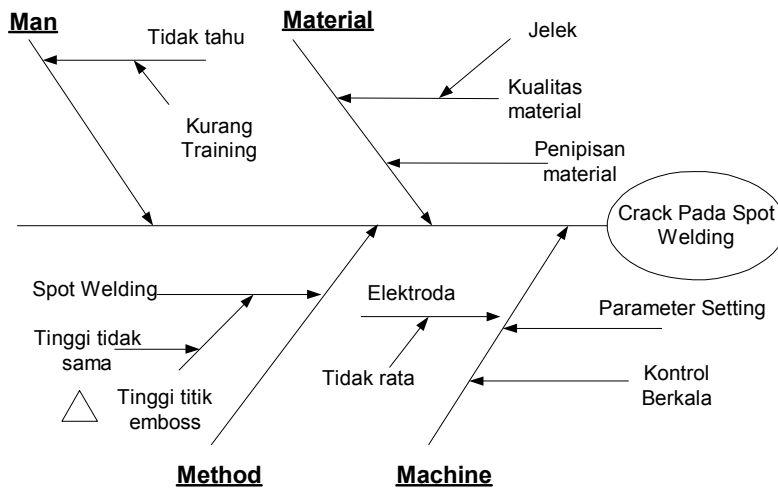 Man
Material
Tidak tahu
Jelek
Kurang
Training
Kualitas
material
Penipisan
material
Crack Pada Spot
Welding
Spot Welding
Elektroda
Parameter Setting
Tinggi tidak
sama
Tidak rata
Tinggi titik
emboss
Kontrol
Berkala
Method
Machine